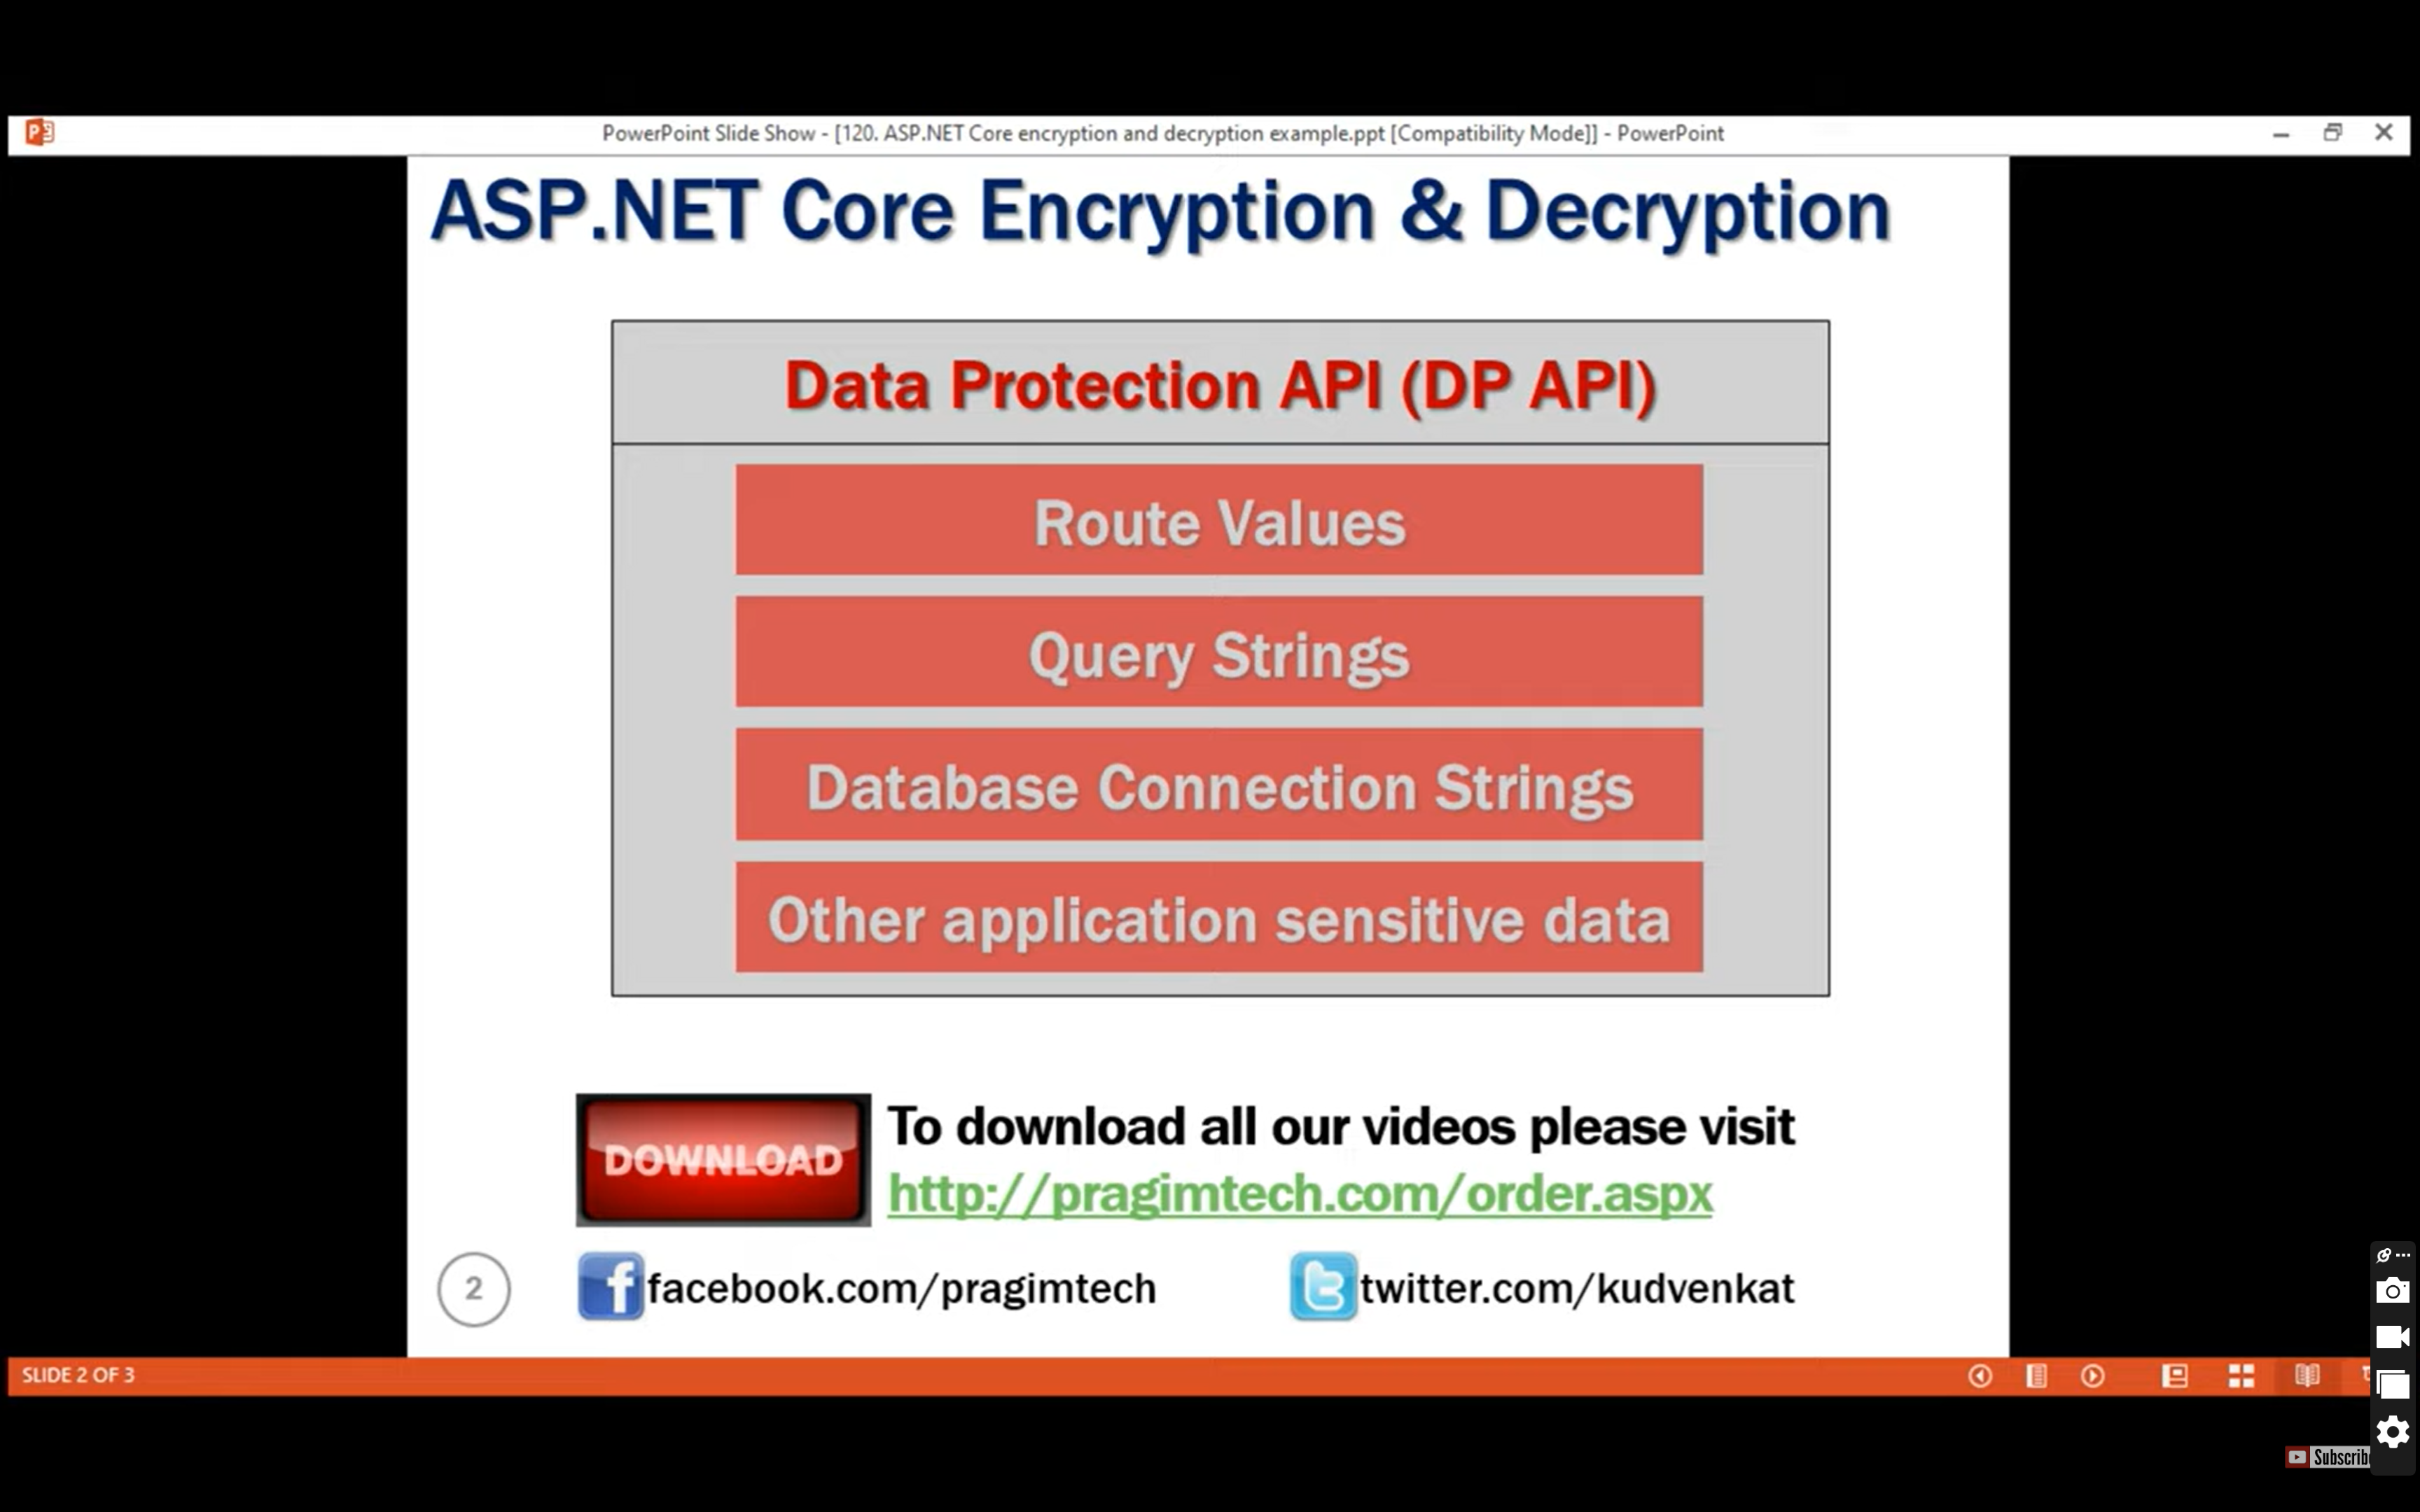 PowerPoint Slide Show - [120. ASP.NET Core encryption and decryption example.ppt [Compatibility Mode]] - PowerPoint
ASP.NET Core Encryption & Decryption
Data Protection API (DP API)
Route Values
Query Strings
Database Connection Strings
Other application sensitive data
DOWNLOAD
To download all our videos please visit
http://pragimtech.com/order.aspx
2
facebook.com/pragimtech
twitter.com/kudvenkat
SLIDE 2 OF 3